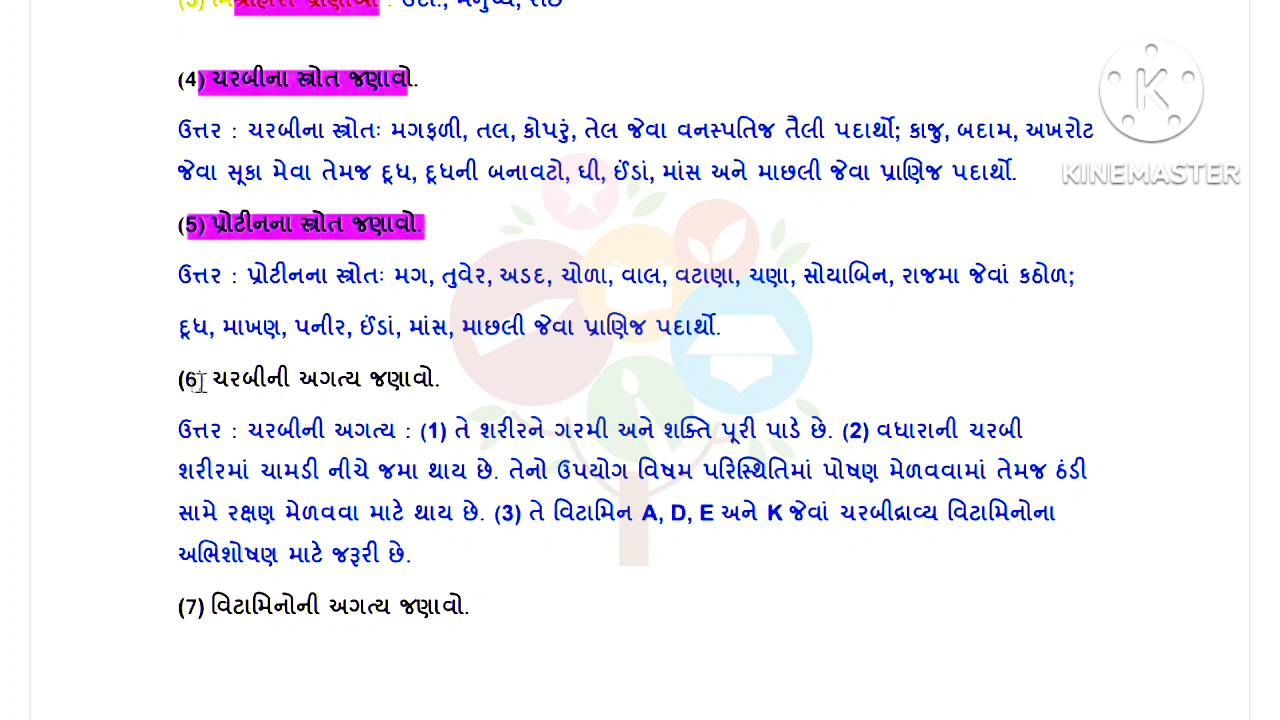 (3) મિશ્રાહારી પ્રાણીઓ : ઉદા., મનુષ્ય, રીંછ
(4) ચરબીના સ્ત્રોત જણાવો.
ઉત્તર : ચરબીના સ્ત્રોતઃ મગફળી, તલ, કોપરું, તેલ જેવા વનસ્પતિજ તૈલી પદાર્થો; કાજુ, બદામ, અખરોટ
જેવા સૂકા મેવા તેમજ દૂધ, દૂધની બનાવટો, ઘી, ઈંડાં, માંસ અને માછલી જેવા પ્રાણિજ પદાર્થો.
(5) પ્રોટીનના સ્ત્રોત જણાવો.
ઉત્તર : પ્રોટીનના સ્ત્રોતઃ મગ, તુવેર, અડદ, ચોળા, વાલ, વટાણા, ચણા, સોયાબિન, રાજમા જેવાં કઠોળ;
દૂધ, માખણ, પનીર, ઈંડાં, માંસ, માછલી જેવા પ્રાણિજ પદાર્થો.
(6) ચરબીની અગત્ય જણાવો.
ઉત્તર : ચરબીની અગત્ય : (1) તે શરીરને ગરમી અને શક્તિ પૂરી પાડે છે. (2) વધારાની ચરબી
શરીરમાં ચામડી નીચે જમા થાય છે. તેનો ઉપયોગ વિષમ પરિસ્થિતિમાં પોષણ મેળવવામાં તેમજ ઠંડી
સામે રક્ષણ મેળવવા માટે થાય છે. (3) તે વિટામિન A, D, E અને K જેવાં ચરબીદ્રાવ્ય વિટામિનોના
અભિશોષણ માટે જરૂરી છે.
(7) વિટામિનોની અગત્ય જણાવો.
K
KINEMASTER